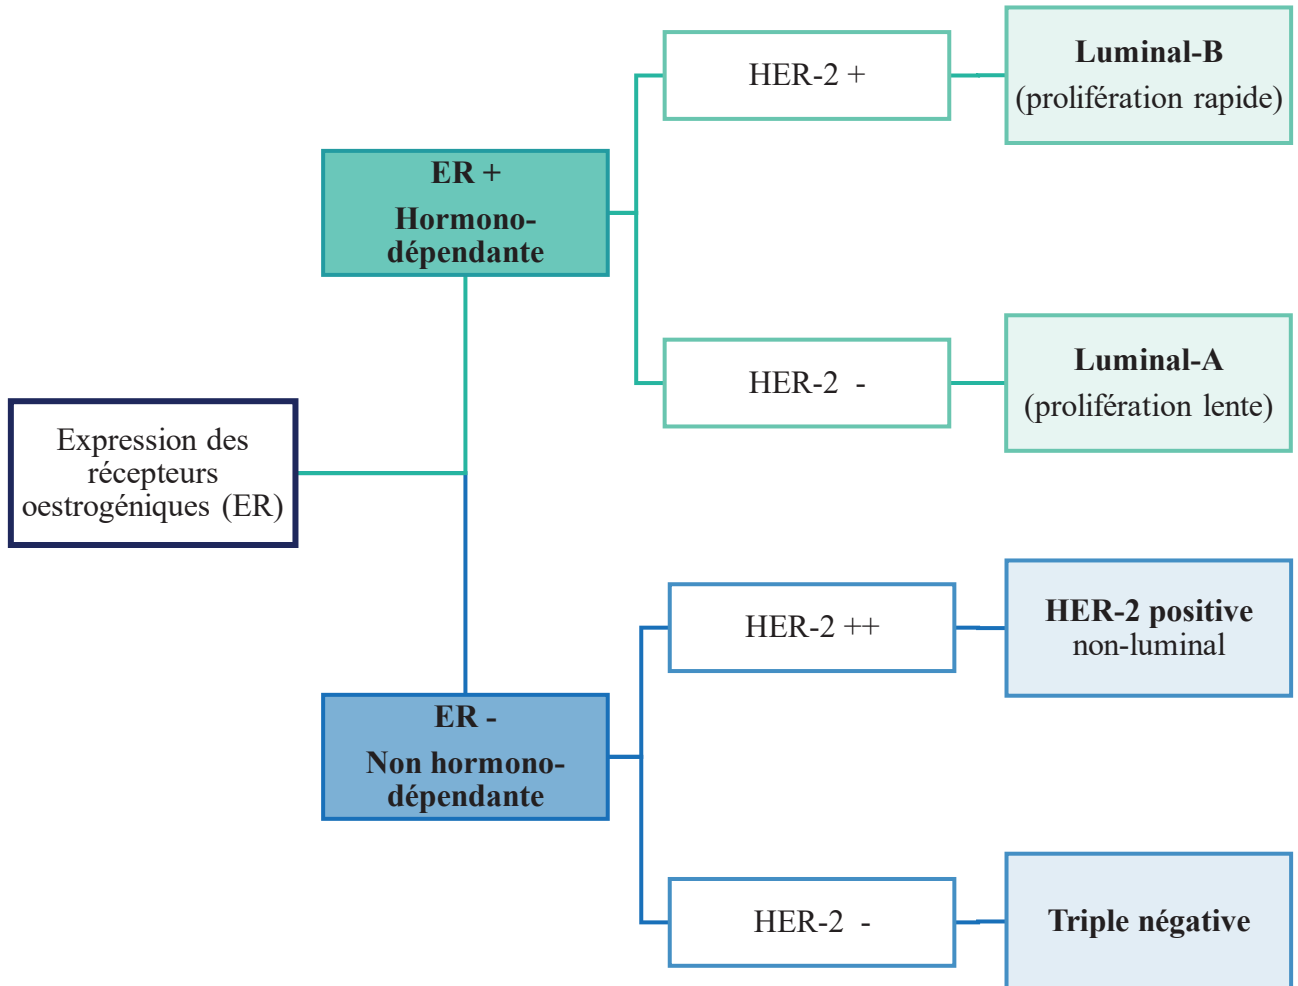 Expression des
récepteurs
oestrogéniques (ER)
ER +
Hormono-
dépendante
HER-2 +
Luminal-B
(prolifération rapide)
HER-2 -
Luminal-A
(prolifération lente)
ER -
Non hormono-
dépendante
HER-2 ++
HER-2 positive
non-luminal
HER-2 -
Triple négative